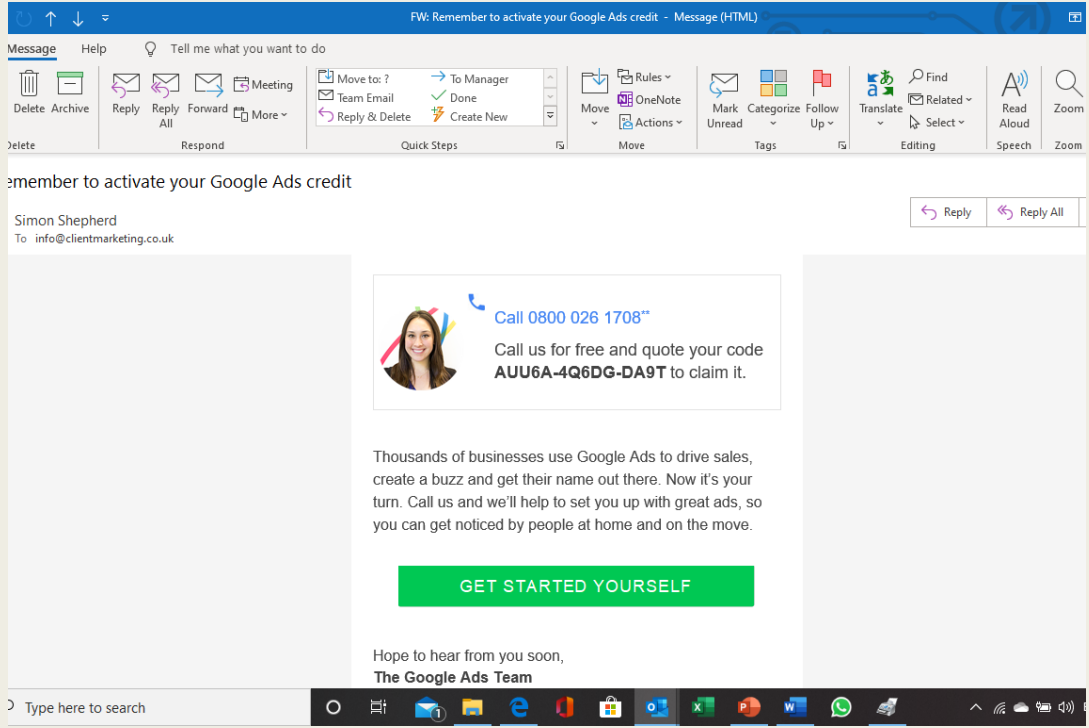 FW: Remember to activate your Google Ads credit - Message (HTML)
Message Help Tell me what you want to do
Delete Archive Reply Reply All Forward Meeting More
Move to: ? To Manager
Team Email Done
Reply & Delete Create New
Move Rules OneNote Actions
Mark Unread Categorize Follow Up
Translate Find Related Select
Read Aloud Zoom
Delete Respond Quick Steps Move Tags Editing Speech Zoom
emember to activate your Google Ads credit
Simon Shepherd
To info@clientmarketing.co.uk
Reply Reply All
Call 0800 026 1708**
Call us for free and quote your code
AUU6A-4Q6DG-DA9T to claim it.
Thousands of businesses use Google Ads to drive sales,
create a buzz and get their name out there. Now it's your
turn. Call us and we'll help to set you up with great ads, so
you can get noticed by people at home and on the move.
GET STARTED YOURSELF
Hope to hear from you soon,
The Google Ads Team
Type here to search
1